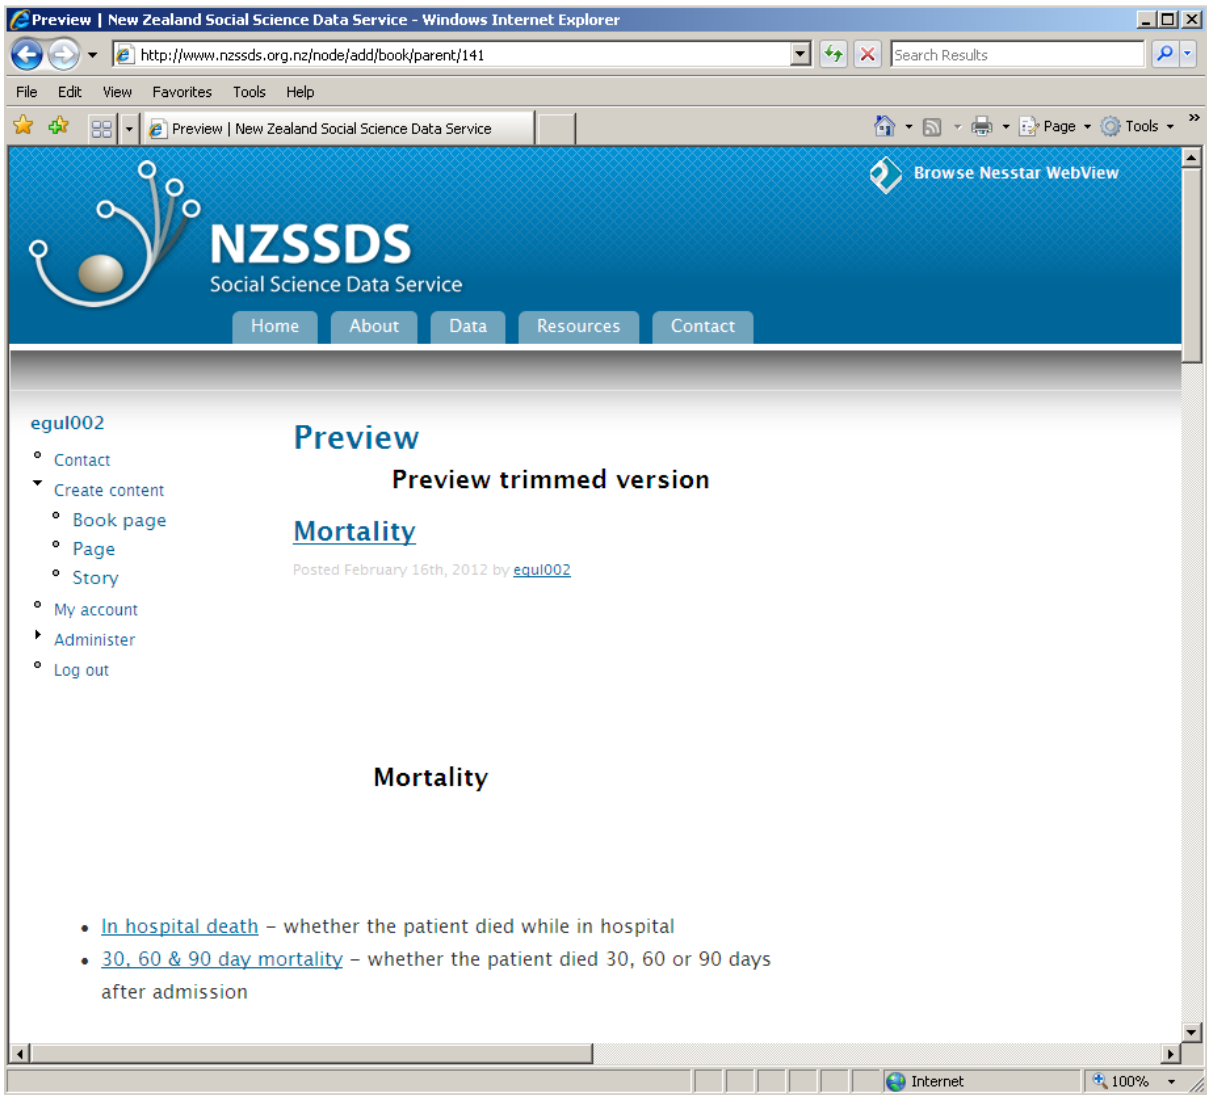 Preview | New Zealand Social Science Data Service - Windows Internet Explorer
http://www.nzssds.org.nz/node/add/book/parent/141
Search Results
File Edit View Favorites Tools Help
Preview | New Zealand Social Science Data Service
Page Tools »
Browse Nesstar WebView
NZSSDS
Social Science Data Service
Home About Data Resources Contact
egul002
Contact
Create content
Book page
Page
Story
My account
Administer
Log out
Preview
Preview trimmed version
Mortality
Posted February 16th, 2012 by egul002
Mortality
• In hospital death – whether the patient died while in hospital
• 30, 60 & 90 day mortality – whether the patient died 30, 60 or 90 days
after admission
Internet 100%